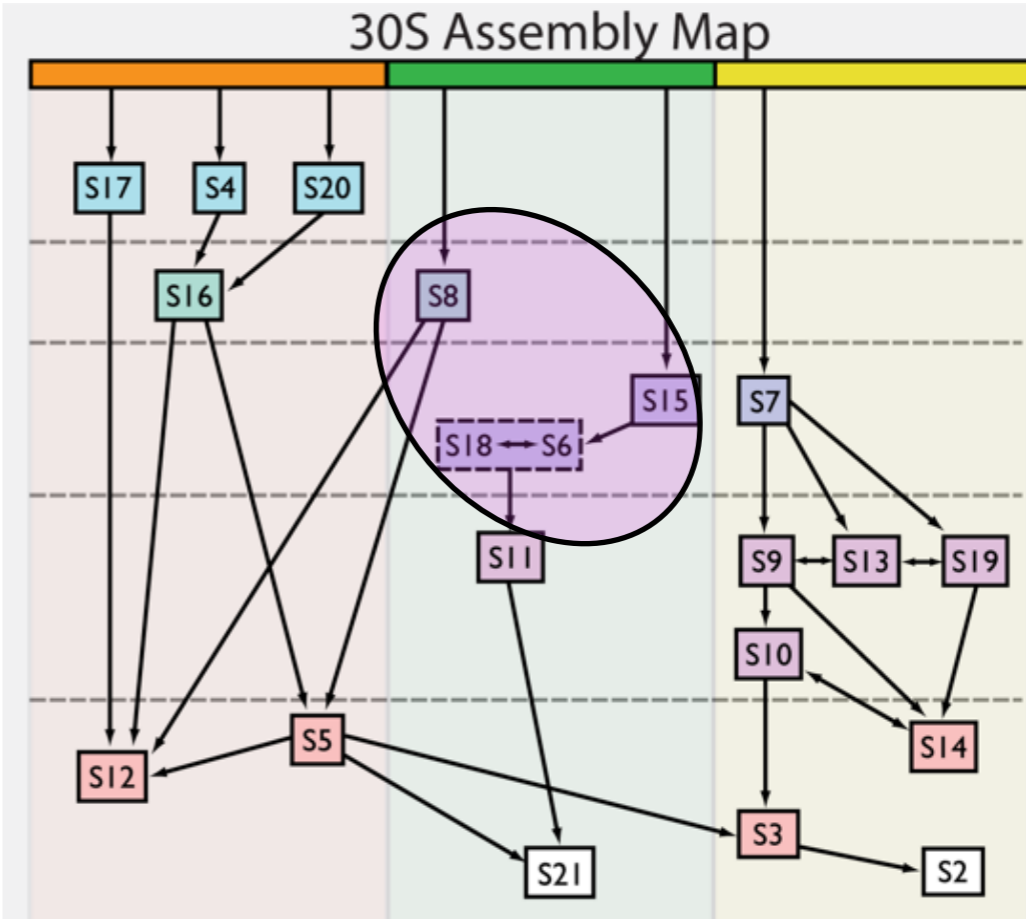 30S Assembly Map
S17 S4 S20
S16 S8
S15 S7
S18 S6
S11 S9 S13 S19
S10
S5 S14
S12
S3
S21 S2